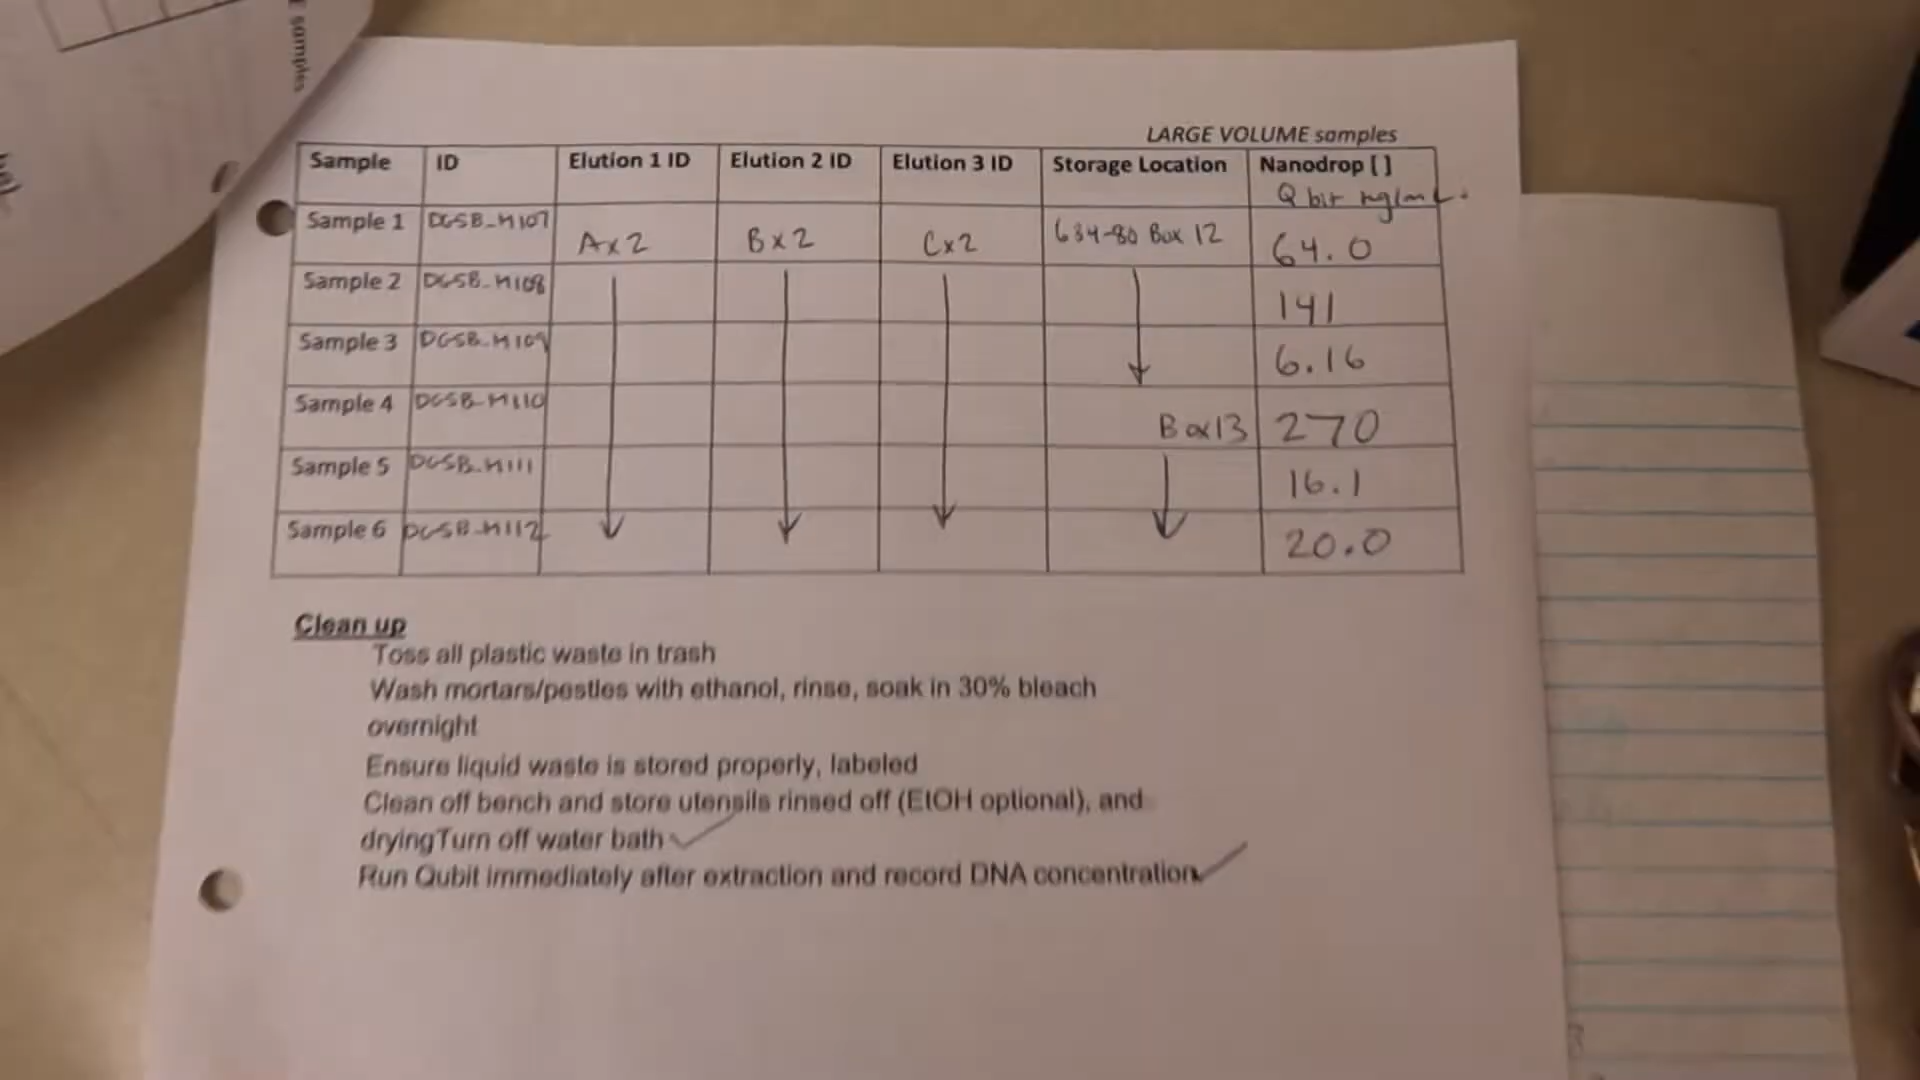 samples
LARGE VOLUME samples
Sample ID Elution 1 ID Elution 2 ID Elution 3 ID Storage Location Nanodrop [ ]
Qbit ng/mL.
Sample 1 DGSB_M107 Ax2 Bx2 Cx2 634-80 Box 12 64.0
Sample 2 DGSB_M108 141
Sample 3 DGSB_M109 6.16
Sample 4 DGSB_M110 Box13 270
Sample 5 DGSB_M111 16.1
Sample 6 DGSB_M112 20.0
Clean up
Toss all plastic waste in trash
Wash mortars/pestles with ethanol, rinse, soak in 30% bleach
overnight
Ensure liquid waste is stored properly, labeled
Clean off bench and store utensils rinsed off (EtOH optional), and
dryingTurn off water bath
Run Qubit immediately after extraction and record DNA concentration